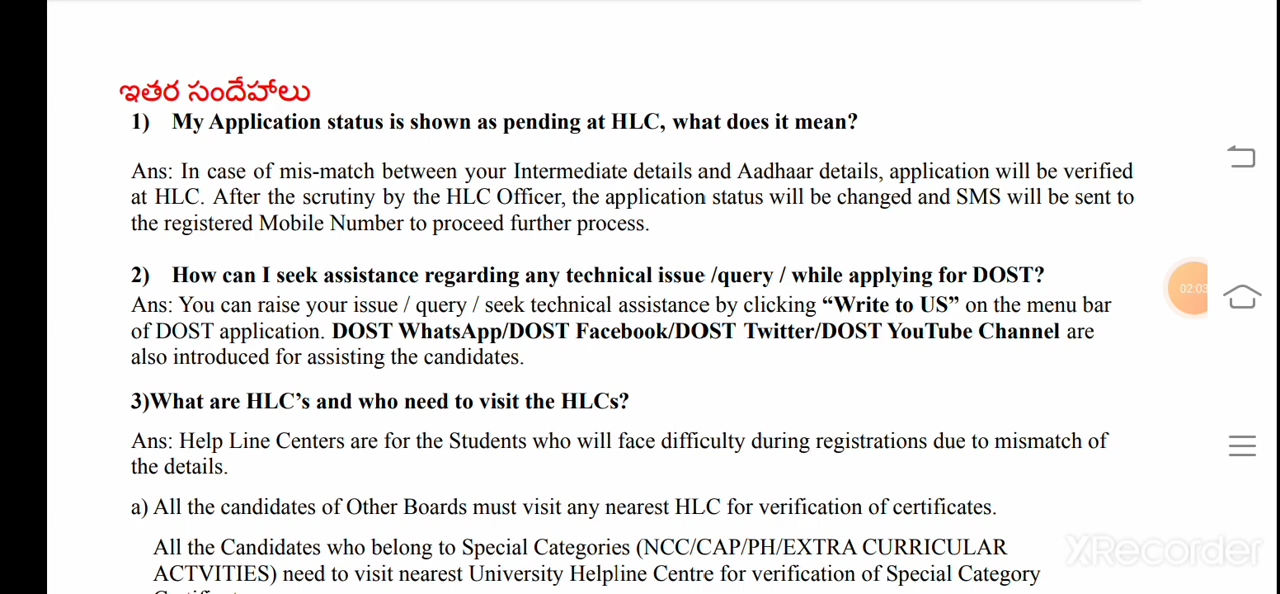 ఇతర సందేహాలు
1) My Application status is shown as pending at HLC, what does it mean?
Ans: In case of mis-match between your Intermediate details and Aadhaar details, application will be verified
at HLC. After the scrutiny by the HLC Officer, the application status will be changed and SMS will be sent to
the registered Mobile Number to proceed further process.
2) How can I seek assistance regarding any technical issue /query / while applying for DOST?
Ans: You can raise your issue / query / seek technical assistance by clicking “Write to US” on the menu bar
of DOST application. DOST WhatsApp/DOST Facebook/DOST Twitter/DOST YouTube Channel are
also introduced for assisting the candidates.
02:03
3)What are HLC’s and who need to visit the HLCs?
Ans: Help Line Centers are for the Students who will face difficulty during registrations due to mismatch of
the details.
a) All the candidates of Other Boards must visit any nearest HLC for verification of certificates.
All the Candidates who belong to Special Categories (NCC/CAP/PH/EXTRA CURRICULAR
ACTVITIES) need to visit nearest University Helpline Centre for verification of Special Category
XRecorder